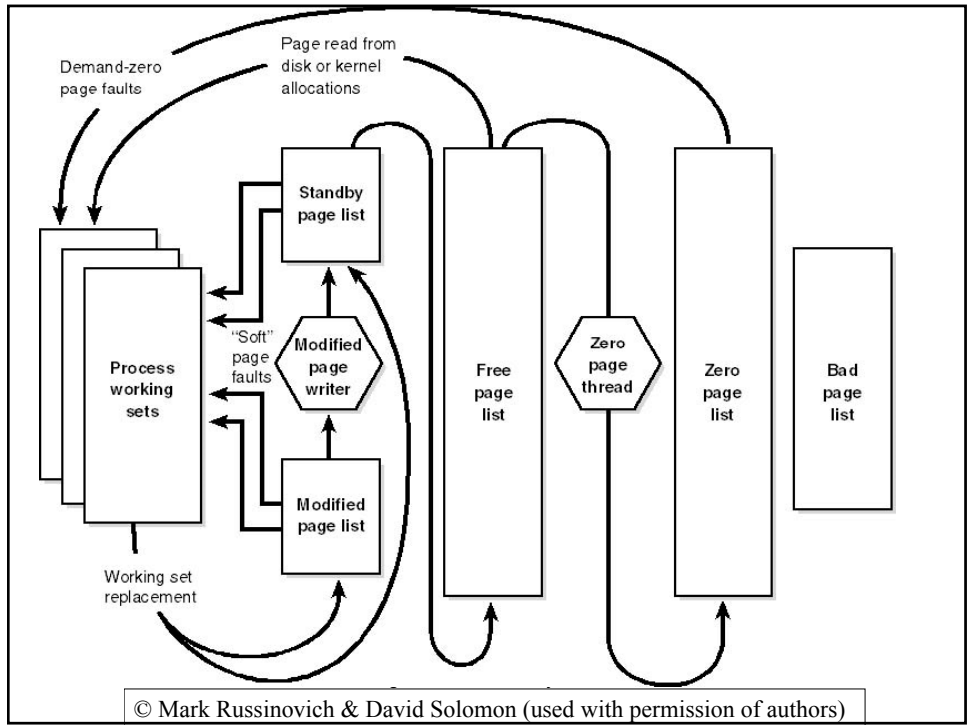 Demand-zero
page faults
Page read from
disk or kernel
allocations
Standby
page list
Process
working
sets
“Soft”
page
faults
Modified
page
writer
Modified
page list
Working set
replacement
Free
page
list
Zero
page
thread
Zero
page
list
Bad
page
list
© Mark Russinovich & David Solomon (used with permission of authors)